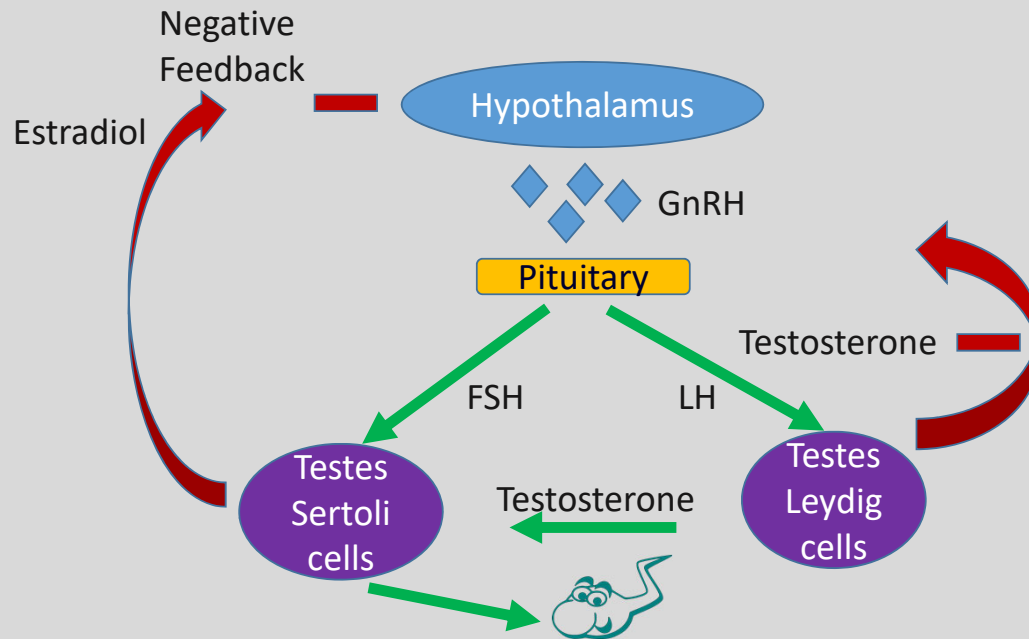 Negative
Feedback
Hypothalamus
Estradiol
GnRH
Pituitary
Testosterone
FSH
LH
Testes
Sertoli
cells
Testosterone
Testes
Leydig
cells